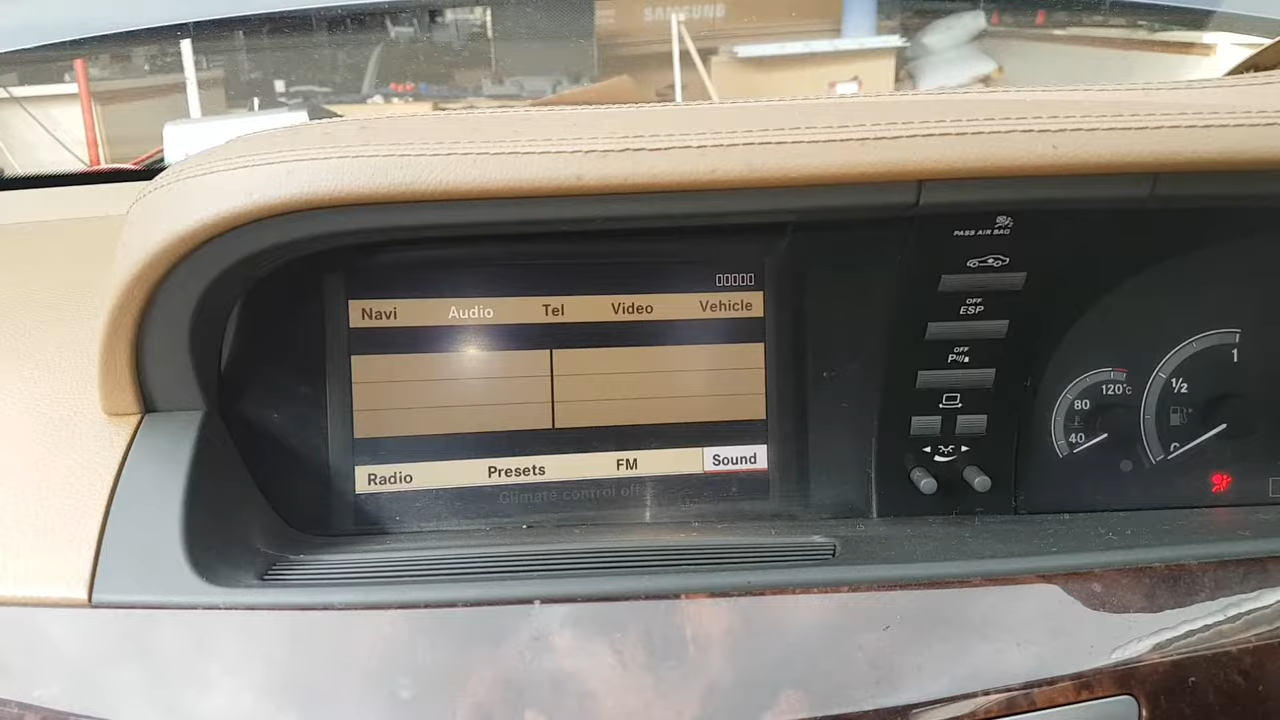 SAMSUNG
PASS AIR BAG
OFF
ESP
OFF
P
Navi Audio Tel Video Vehicle
Radio Presets FM Sound
Climate control off
120°C
80
40
1
1/2